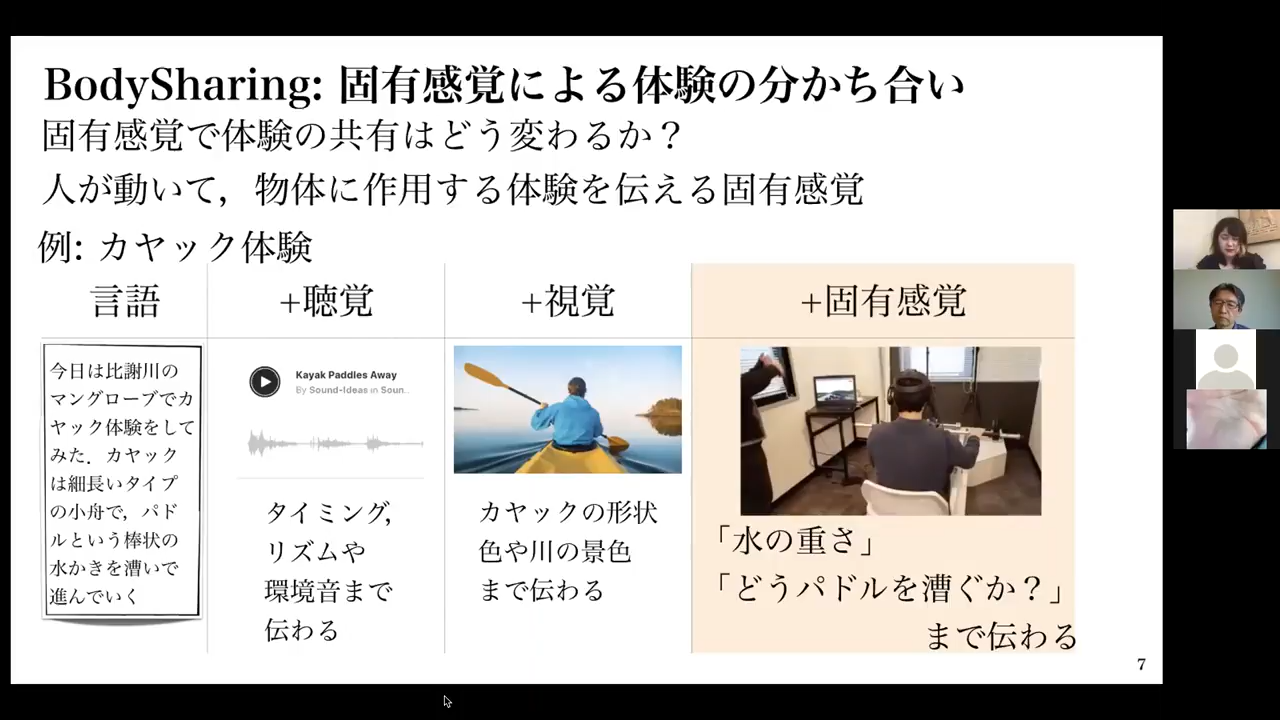 BodySharing: 固有感覚による体験の分かち合い
固有感覚で体験の共有はどう変わるか？
人が動いて，物体に作用する体験を伝える固有感覚
例: カヤック体験
言語
今日は比謝川の
マングローブでカ
ヤック体験をして
みた．カヤック
は細長いタイプ
の小舟で，パド
ルという棒状の
水かきを漕いで
進んでいく
+聴覚
Kayak Paddles Away
By Sound-Ideas in Soun..
タイミング,
リズムや
環境音まで
伝わる
+視覚
カヤックの形状
色や川の景色
まで伝わる
+固有感覚
「水の重さ」
「どうパドルを漕ぐか？」
まで伝わる
7